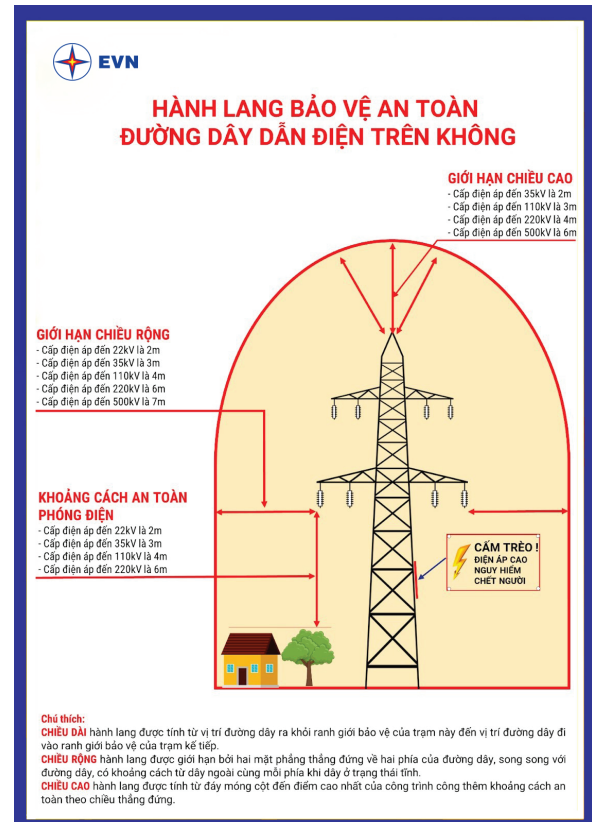 EVN
HÀNH LANG BẢO VỆ AN TOÀN
ĐƯỜNG DÂY DẪN ĐIỆN TRÊN KHÔNG
GIỚI HẠN CHIỀU CAO
- Cấp điện áp đến 35kV là 2m
- Cấp điện áp đến 110kV là 3m
- Cấp điện áp đến 220kV là 4m
- Cấp điện áp đến 500kV là 6m
GIỚI HẠN CHIỀU RỘNG
- Cấp điện áp đến 22kV là 2m
- Cấp điện áp đến 35kV là 3m
- Cấp điện áp đến 110kV là 4m
- Cấp điện áp đến 220kV là 6m
- Cấp điện áp đến 500kV là 7m
KHOẢNG CÁCH AN TOÀN
PHÓNG ĐIỆN
- Cấp điện áp đến 22kV là 2m
- Cấp điện áp đến 35kV là 3m
- Cấp điện áp đến 110kV là 4m
- Cấp điện áp đến 220kV là 6m
CẤM TRÈO !
ĐIỆN ÁP CAO
NGUY HIỂM
CHẾT NGƯỜI
Chú thích:
CHIỀU DÀI hành lang được tính từ vị trí đường dây ra khỏi ranh giới bảo vệ của trạm này đến vị trí đường dây đi
vào ranh giới bảo vệ của trạm kế tiếp.
CHIỀU RỘNG hành lang được giới hạn bởi hai mặt phẳng thẳng đứng về hai phía của đường dây, song song với
đường dây, có khoảng cách từ dây ngoài cùng mỗi phía khi dây ở trạng thái tĩnh.
CHIỀU CAO hành lang được tính từ đáy móng cột đến điểm cao nhất của công trình công thêm khoảng cách an
toàn theo chiều thẳng đứng.